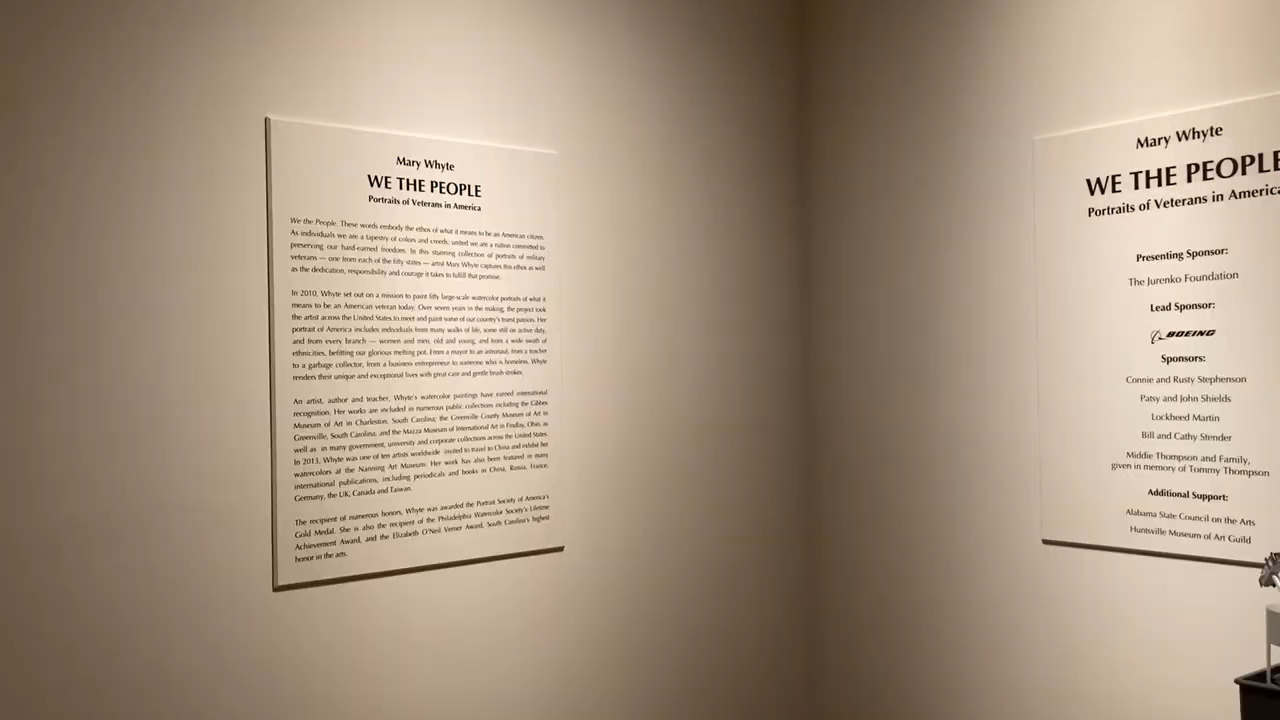 Mary Whyte
WE THE PEOPLE
Portraits of Veterans in America
We the People. These words embody the ethos of what it means to be an American citizen.
As individuals we are a tapestry of colors and creeds; united we are a nation committed to
preserving our hard-earned freedom. In this stunning collection of portraits of military
veterans — one from each of the fifty states — artist Mary Whyte captures this ethos as well
as the dedication, responsibility and courage it takes to fulfill that promise.
In 2010, Whyte set out on a mission to paint fifty large-scale watercolor portraits of what it
means to be an American veteran today. Over seven years in the making, the project took
the artist across the United States to meet and paint some of our country's truest patriots. Her
portrait of America includes individuals from many walks of life, some still on active duty,
and from every branch — women and men, old and young, and from a wide swath of
ethnicities, befitting our glorious melting pot. From a mayor to an astronaut, from a teacher
to a garbage collector, from a business entrepreneur to someone who is homeless, Whyte
renders their unique and exceptional lives with great care and gentle brush strokes.
An artist, author and teacher, Whyte's watercolor paintings have earned international
recognition. Her works are included in numerous public collections including the Gibbes
Museum of Art in Charleston, South Carolina; the Greenville County Museum of Art in
Greenville, South Carolina; and the Mazza Museum of International Art in Findlay, Ohio, as
well as in many government, university and corporate collections across the United States.
In 2013, Whyte was one of ten artists worldwide invited to travel to China and exhibit her
watercolors at the Nanning Art Museum. Her work has also been featured in many
international publications, including periodicals and books in China, Russia, France,
Germany, the UK, Canada and Taiwan.
The recipient of numerous honors, Whyte was awarded the Portrait Society of America's
Gold Medal. She is also the recipient of the Philadelphia Watercolor Society's Lifetime
Achievement Award, and the Elizabeth O'Neil Verner Award, South Carolina's highest
honor in the arts.
Mary Whyte
WE THE PEOPLE
Portraits of Veterans in America
Presenting Sponsor:
The Jurenko Foundation
Lead Sponsor:
BOEING
Sponsors:
Connie and Rusty Stephenson
Patsy and John Shields
Lockheed Martin
Bill and Cathy Stender
Middie Thompson and Family,
given in memory of Tommy Thompson
Additional Support:
Alabama State Council on the Arts
Huntsville Museum of Art Guild